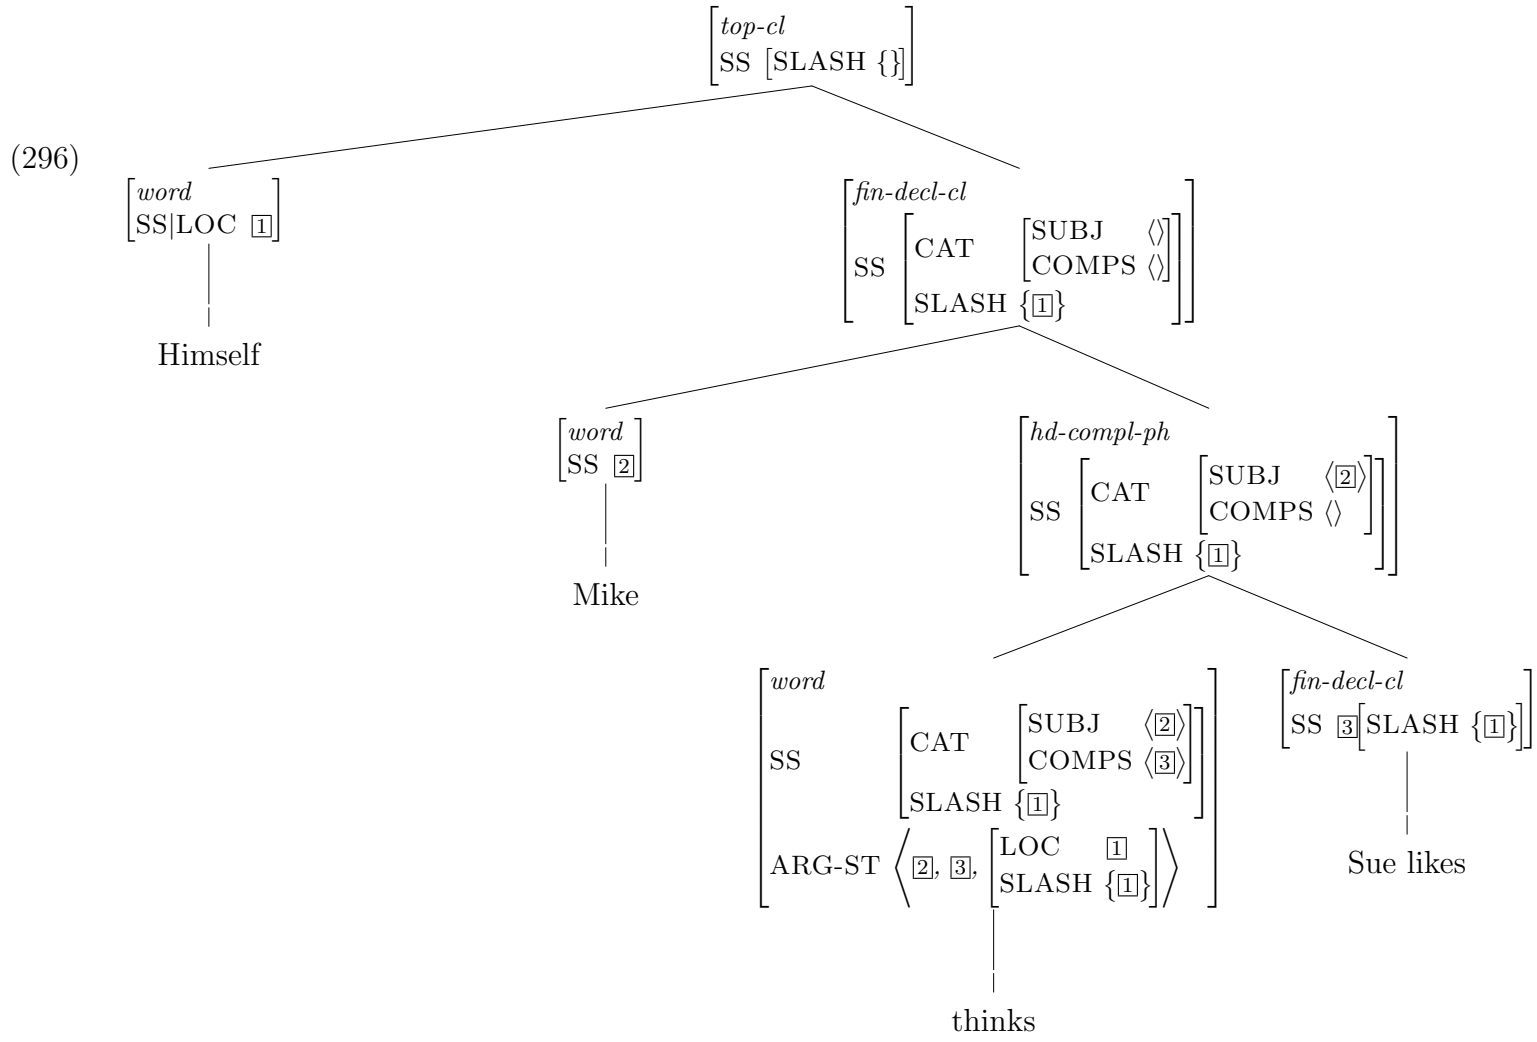 top-cl
SS [SLASH {}]
(296)
word
SS|LOC 1
Himself
fin-decl-cl
SS [CAT [SUBJ ⟨⟩
COMPS ⟨⟩]
SLASH {1}]
word
SS 2
Mike
hd-compl-ph
SS [CAT [SUBJ ⟨2⟩
COMPS ⟨⟩]
SLASH {1}]
word
SS [CAT [SUBJ ⟨2⟩
COMPS ⟨3⟩]
SLASH {1}]
ARG-ST ⟨2, 3, [LOC 1
SLASH {1}]⟩
thinks
fin-decl-cl
SS 3[SLASH {1}]
Sue likes